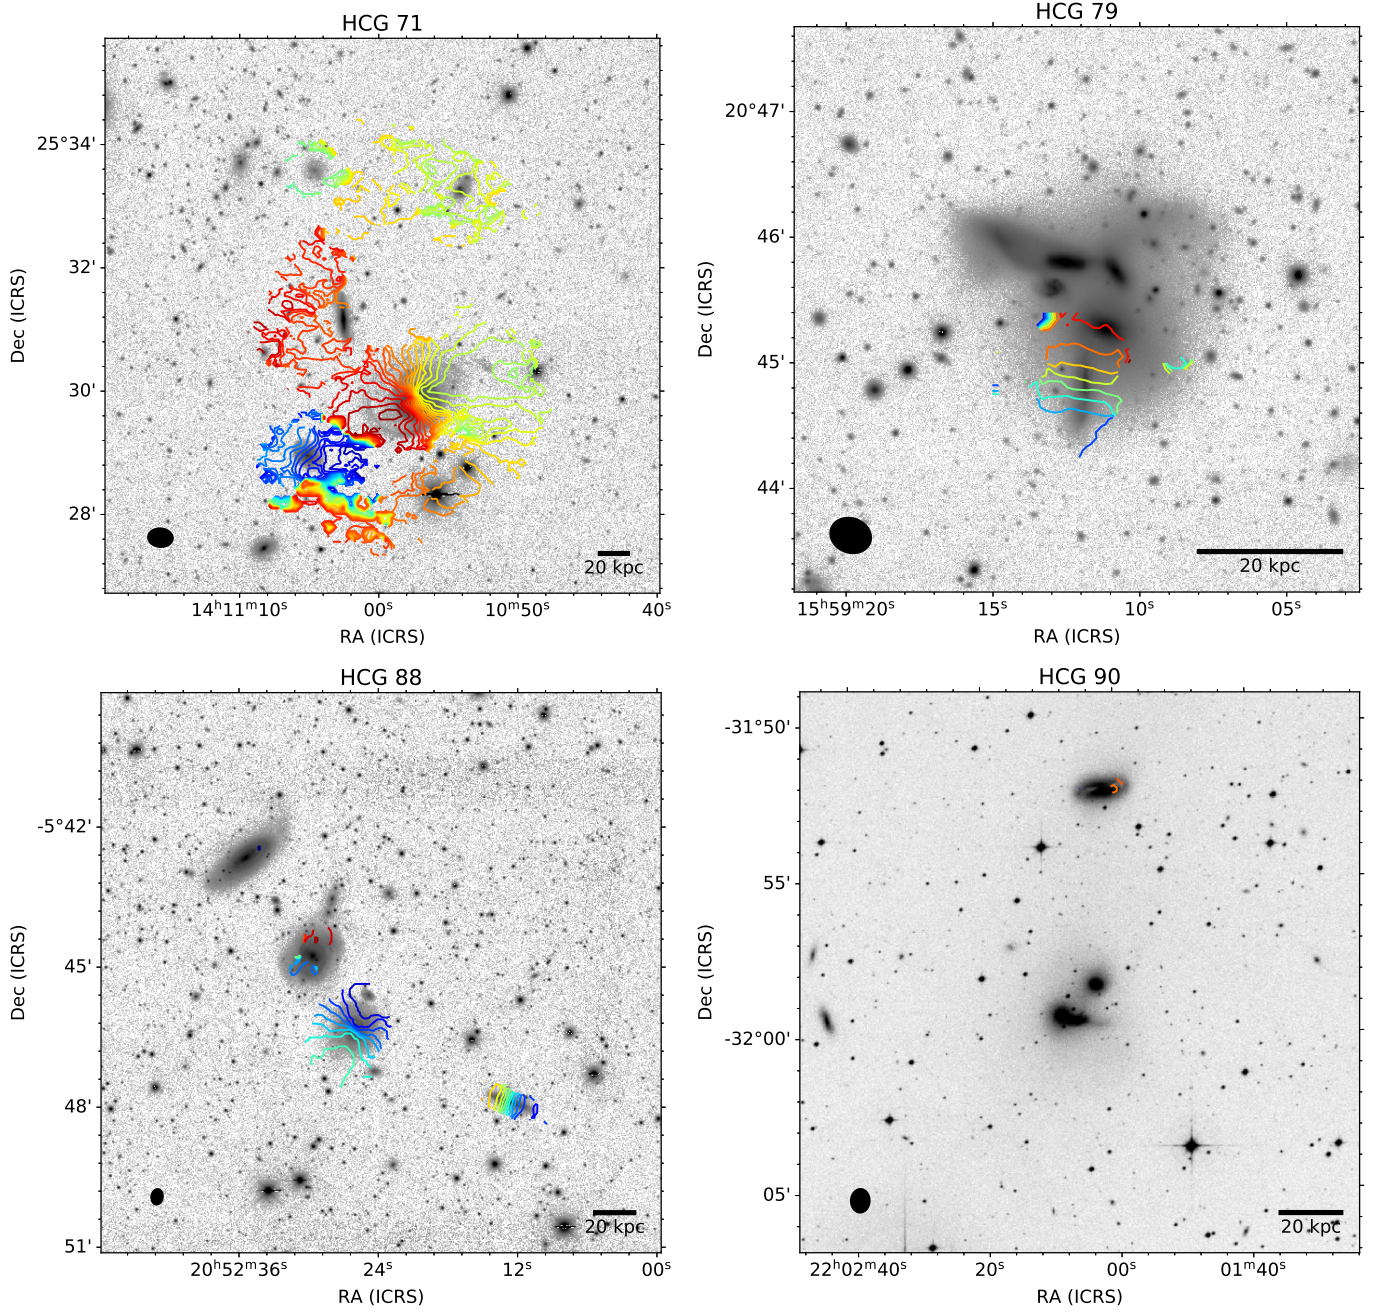 HCG 71
25°34'
32'
30'
28'
Dec (ICRS)
20 kpc
14ʰ11ᵐ10ˢ
00ˢ
10ᵐ50ˢ
40ˢ
RA (ICRS)
HCG 79
20°47'
46'
45'
44'
Dec (ICRS)
20 kpc
15ʰ59ᵐ20ˢ
15ˢ
10ˢ
05ˢ
RA (ICRS)
HCG 88
-5°42'
45'
48'
51'
Dec (ICRS)
20 kpc
20ʰ52ᵐ36ˢ
24ˢ
12ˢ
00ˢ
RA (ICRS)
HCG 90
-31°50'
55'
-32°00'
05'
Dec (ICRS)
20 kpc
22ʰ02ᵐ40ˢ
20ˢ
00ˢ
01ᵐ40ˢ
RA (ICRS)